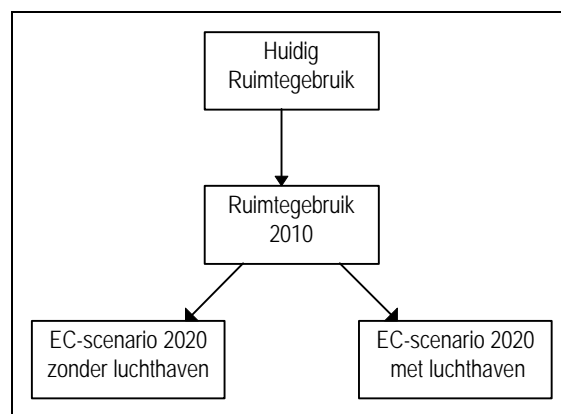 Huidig
Ruimtegebruik
Ruimtegebruik
2010
EC-scenario 2020
zonder luchthaven
EC-scenario 2020
met luchthaven